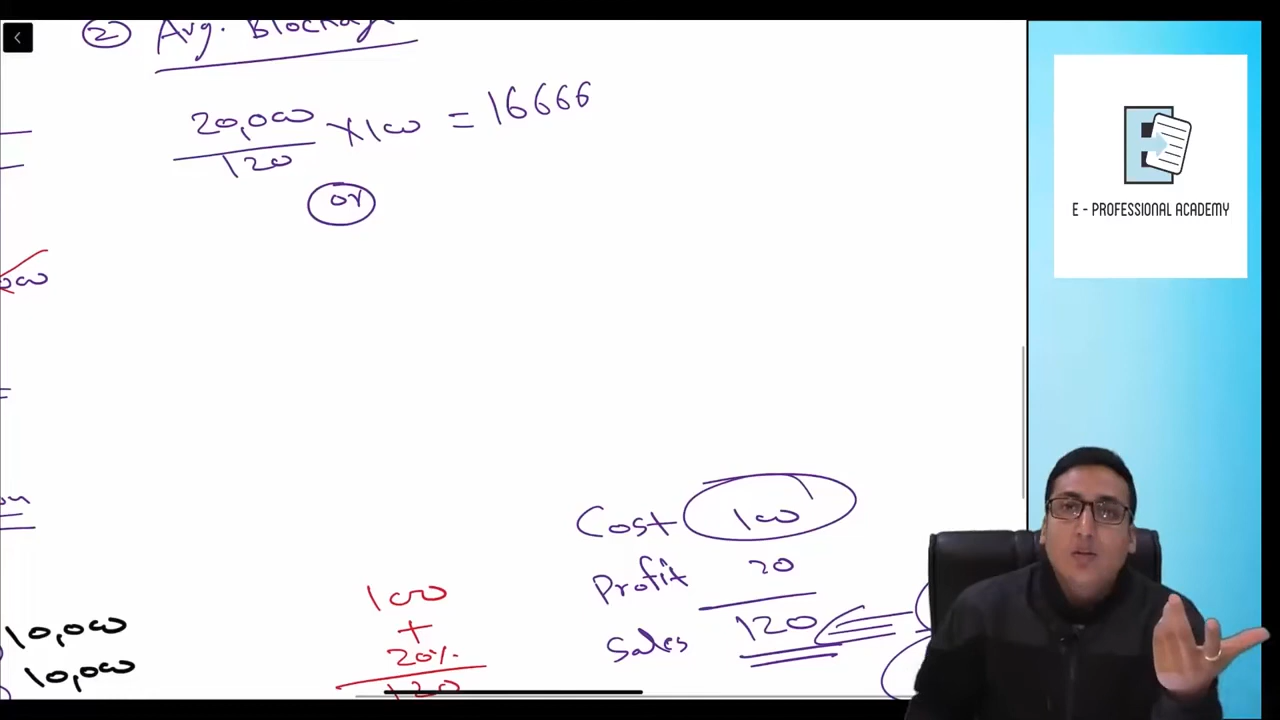 ② Avg. Blockage
20,000
120
× 100 = 16666
or
Cost 100
Profit 20
Sales 120
100
+
20%
120
10,000
10,000
E - PROFESSIONAL ACADEMY